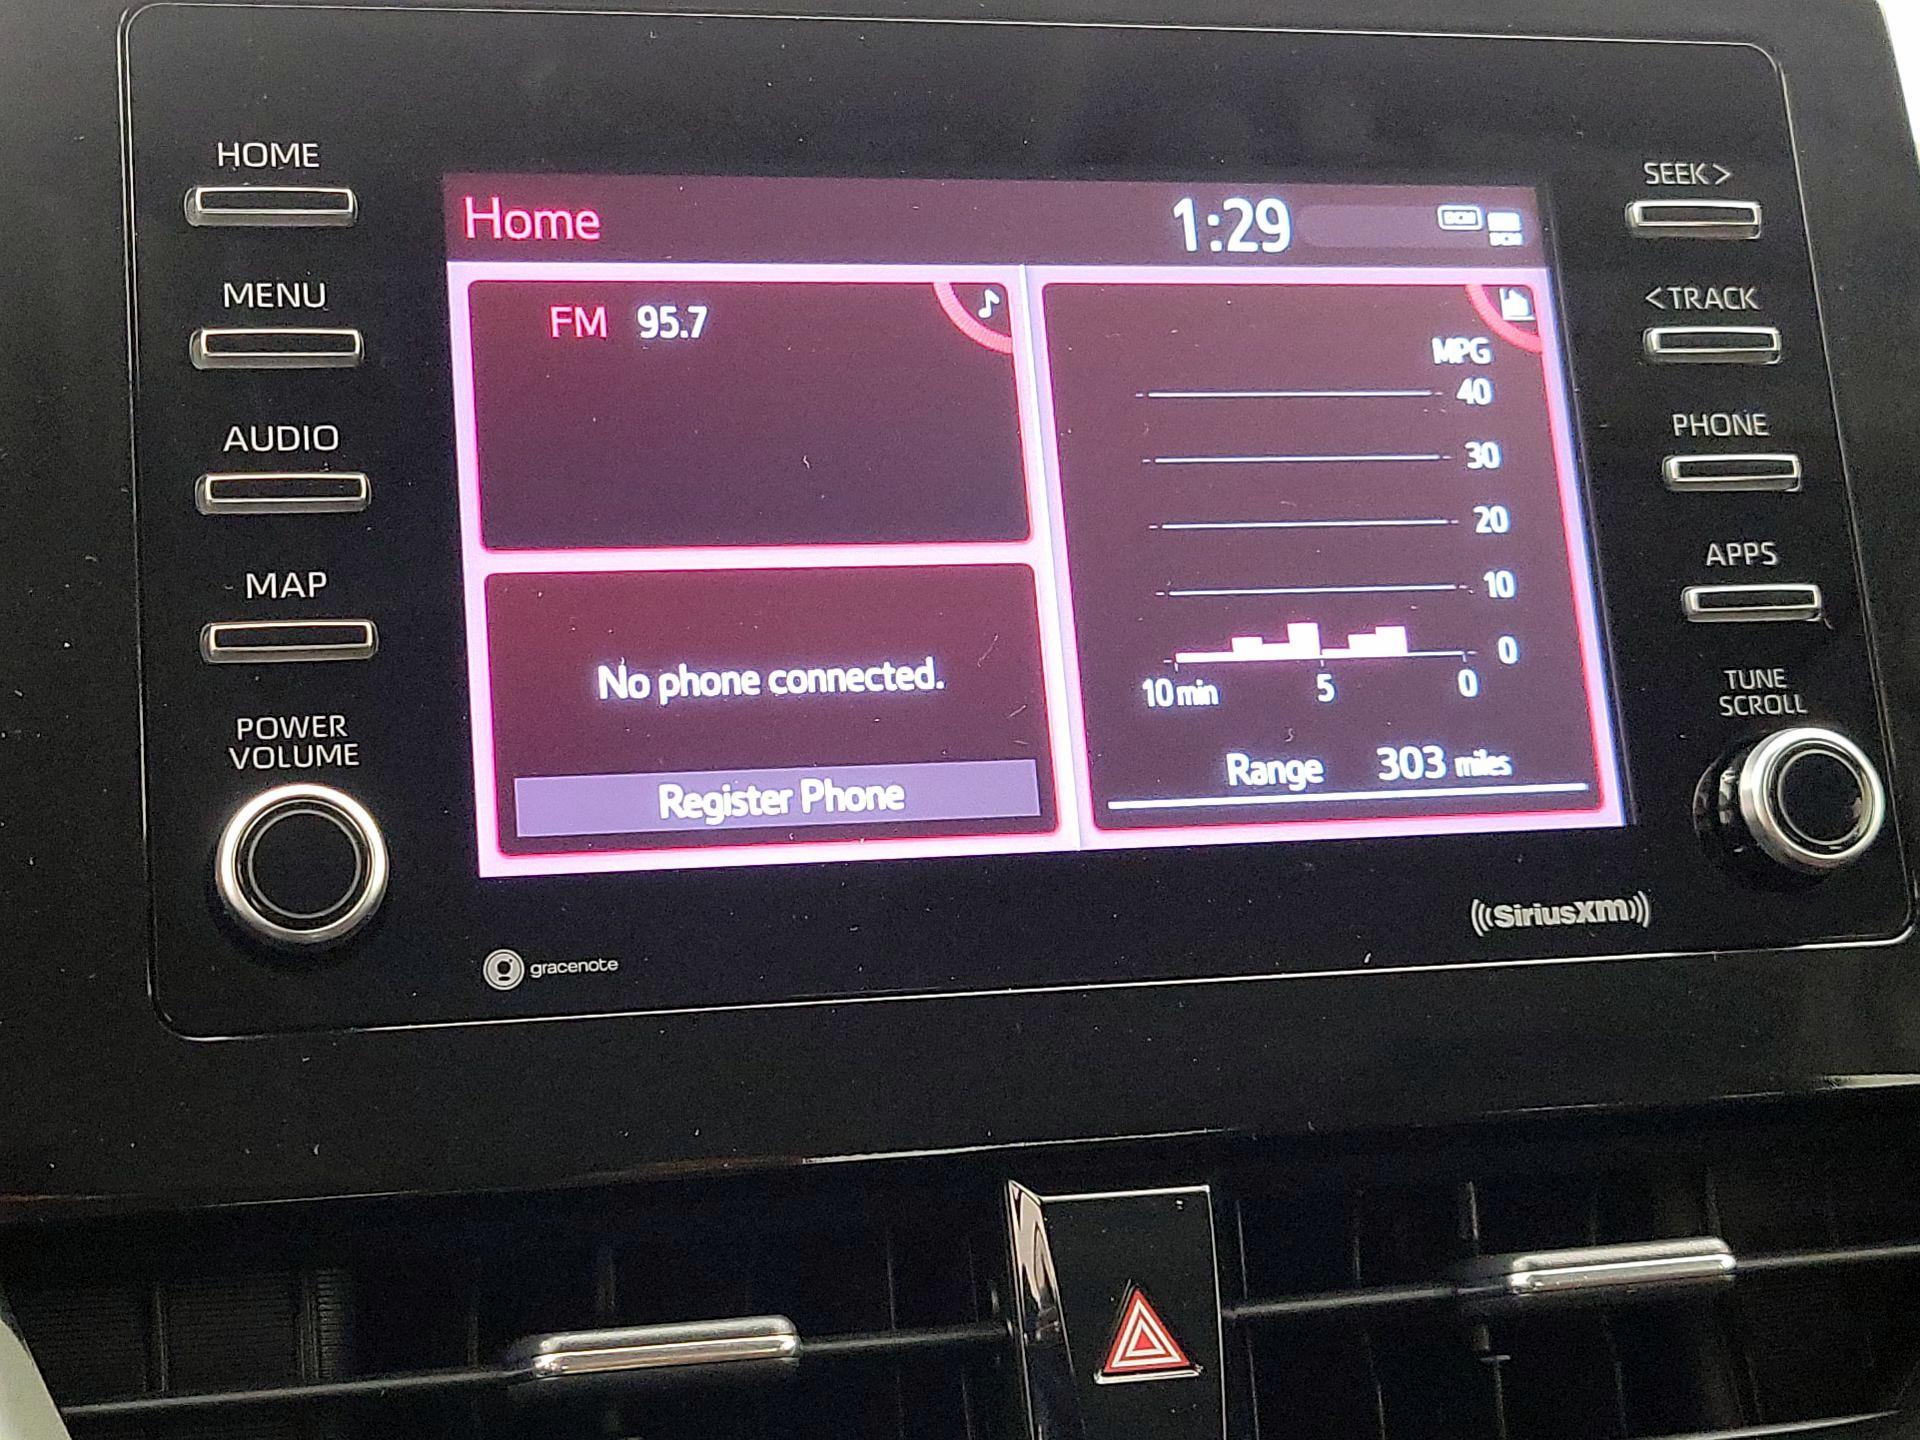 HOME
MENU
AUDIO
MAP
POWER
VOLUME
Home
1:29
DCM
DCM
FM 95.7
No phone connected.
Register Phone
MPG
40
30
20
10
0
10 min 5 0
Range 303 miles
SEEK >
< TRACK
PHONE
APPS
TUNE
SCROLL
gracenote
((SiriusXM))